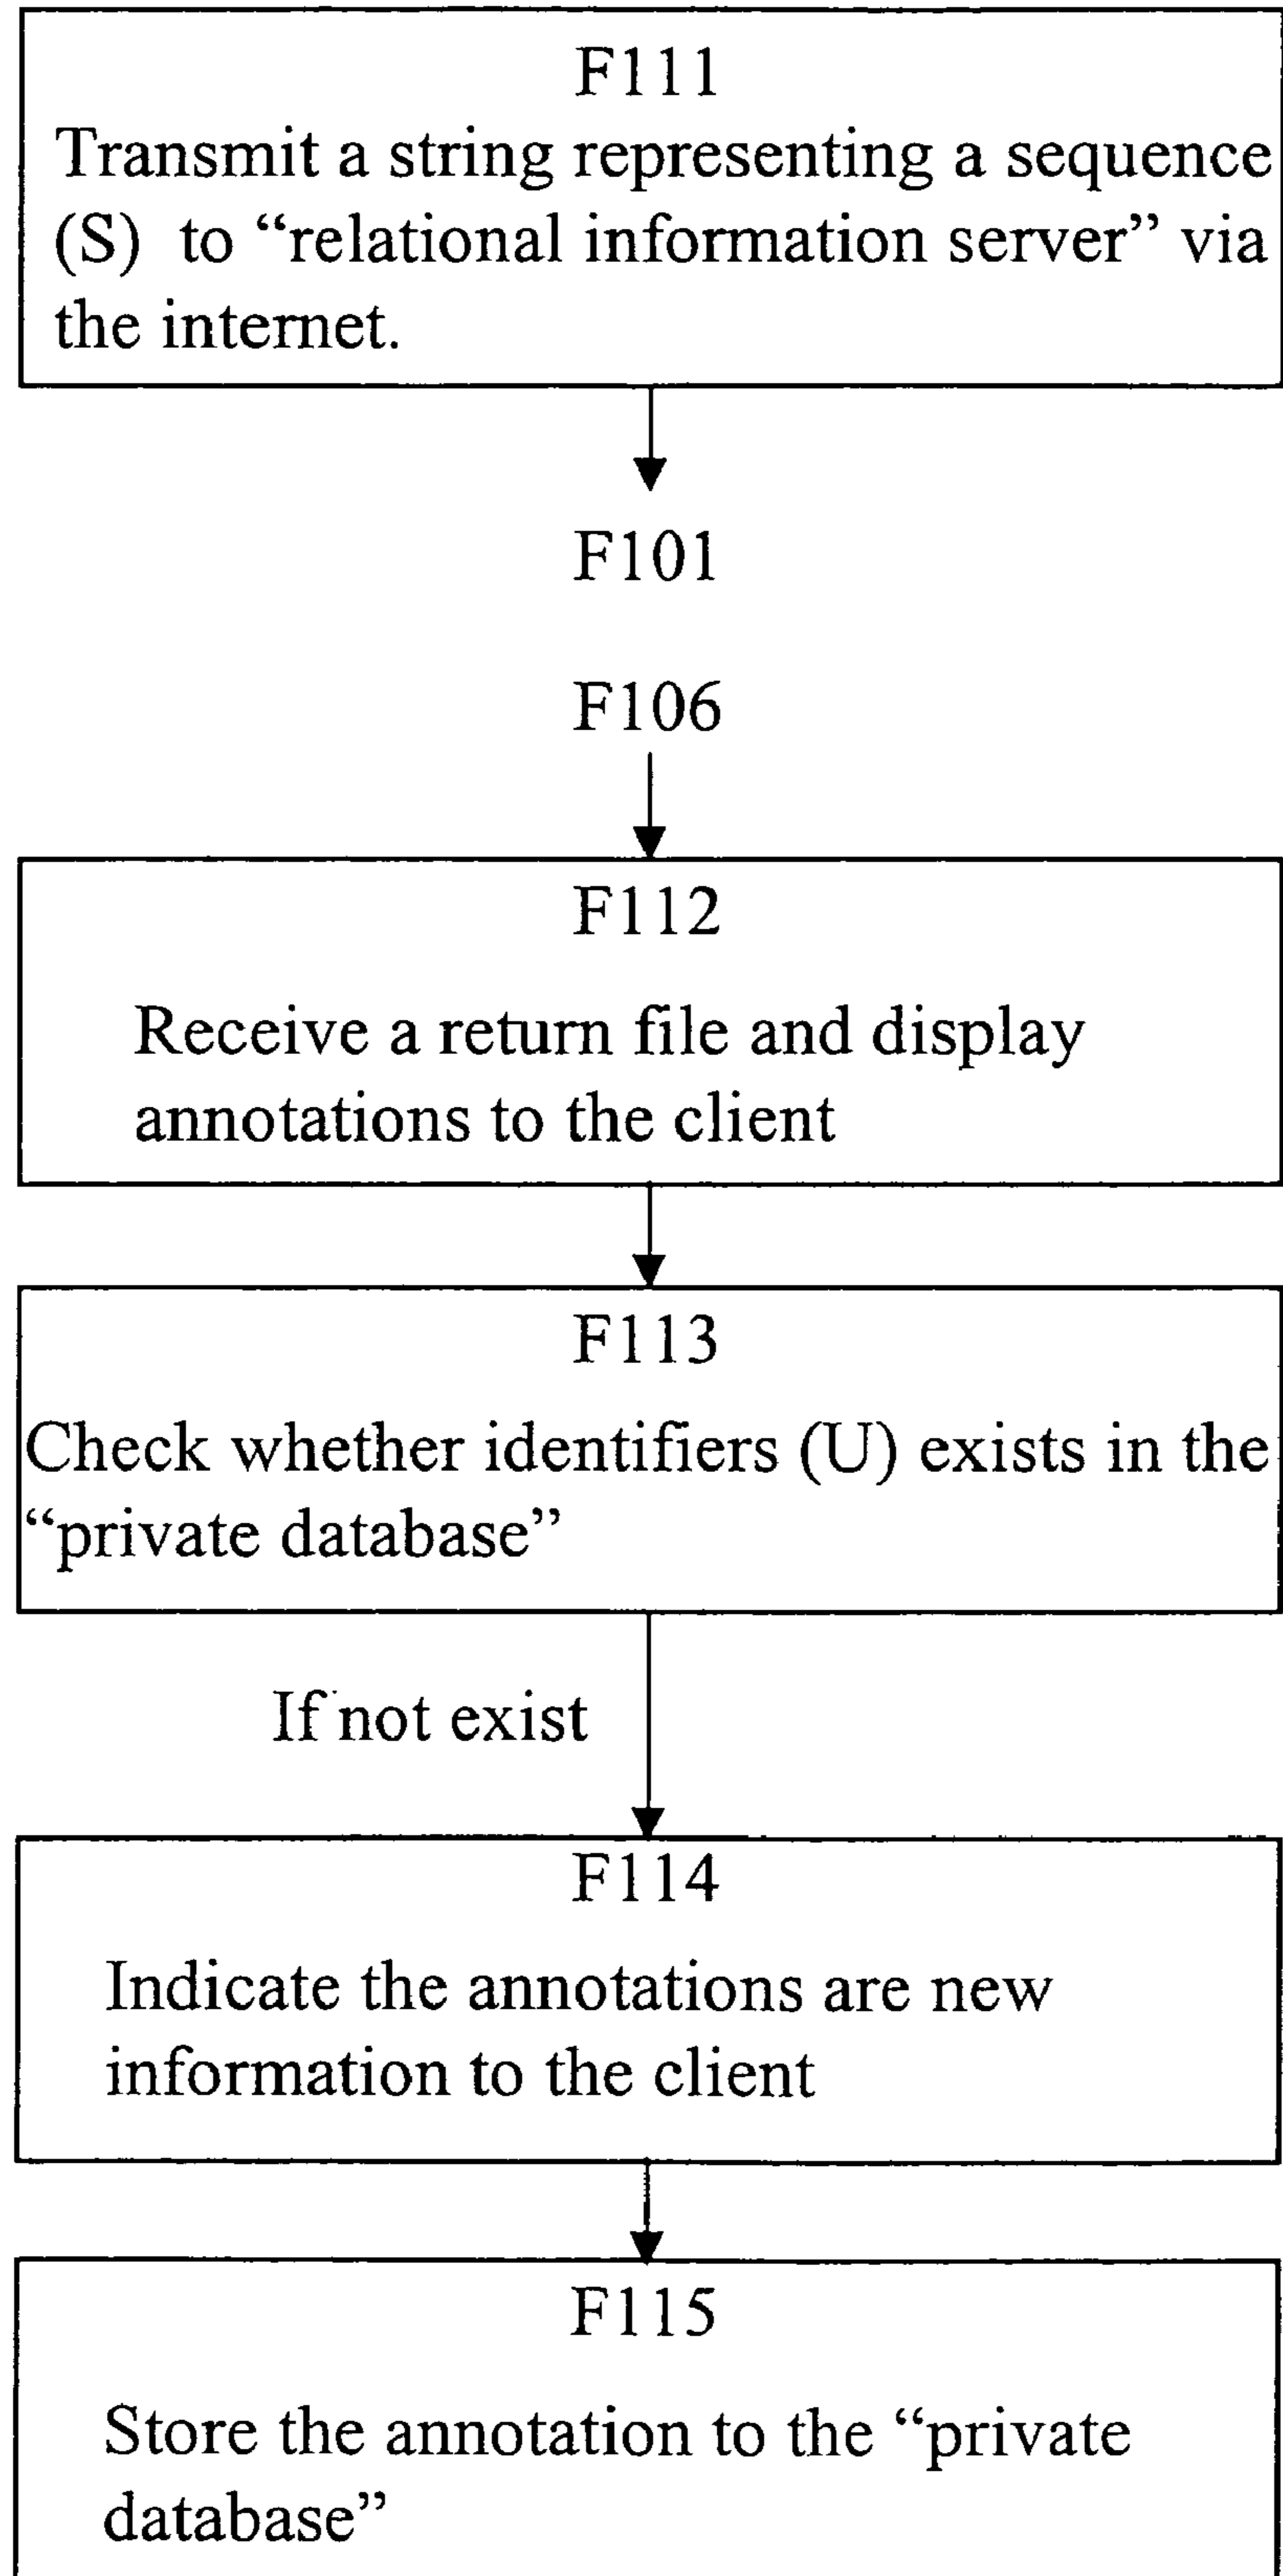 F111
Transmit a string representing a sequence
(S) to “relational information server” via
the internet.
F101
F106
F112
Receive a return file and display
annotations to the client
F113
Check whether identifiers (U) exists in the
“private database”
If not exist
F114
Indicate the annotations are new
information to the client
F115
Store the annotation to the “private
database”